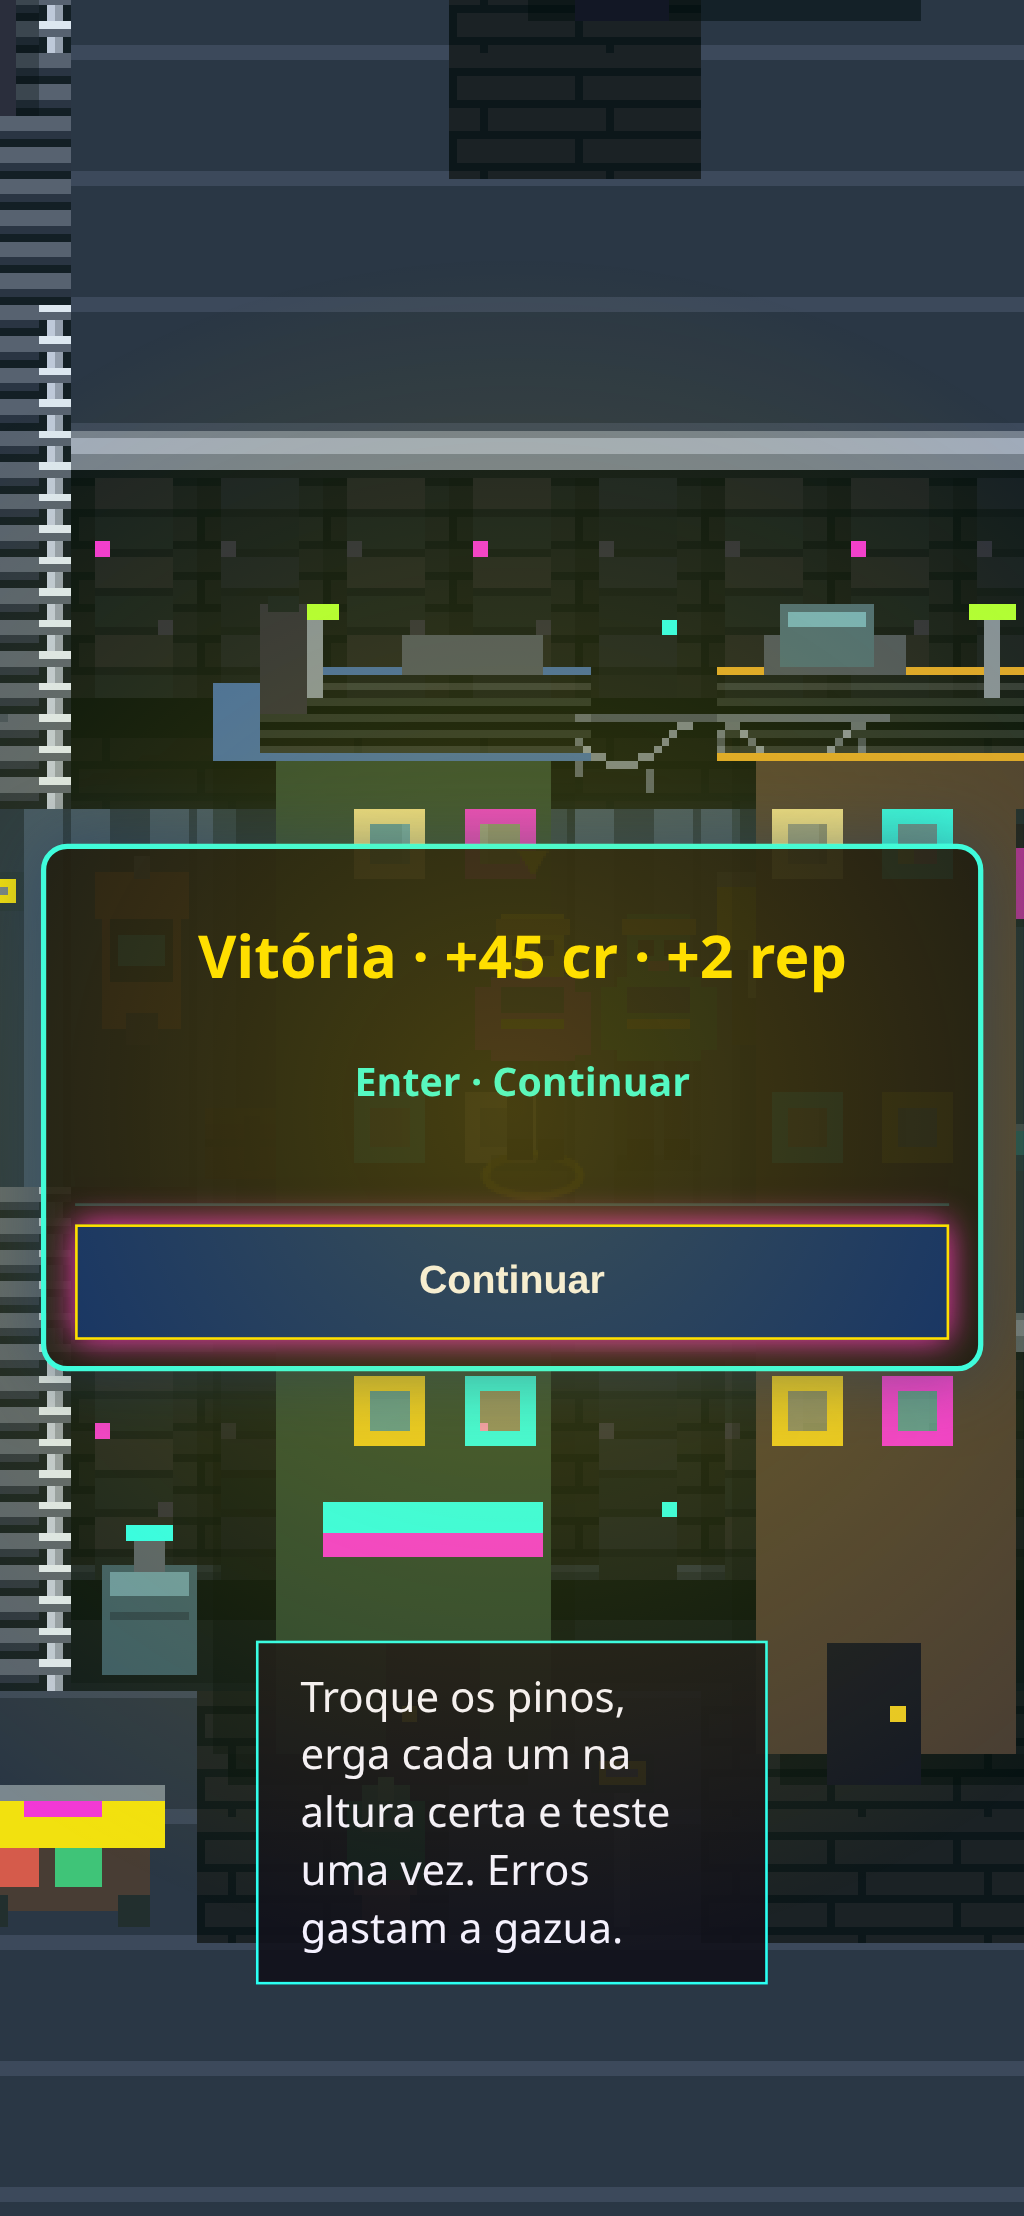 Vitória · +45 cr · +2 rep
Enter · Continuar
Continuar
Troque os pinos,
erga cada um na
altura certa e teste
uma vez. Erros
gastam a gazua.